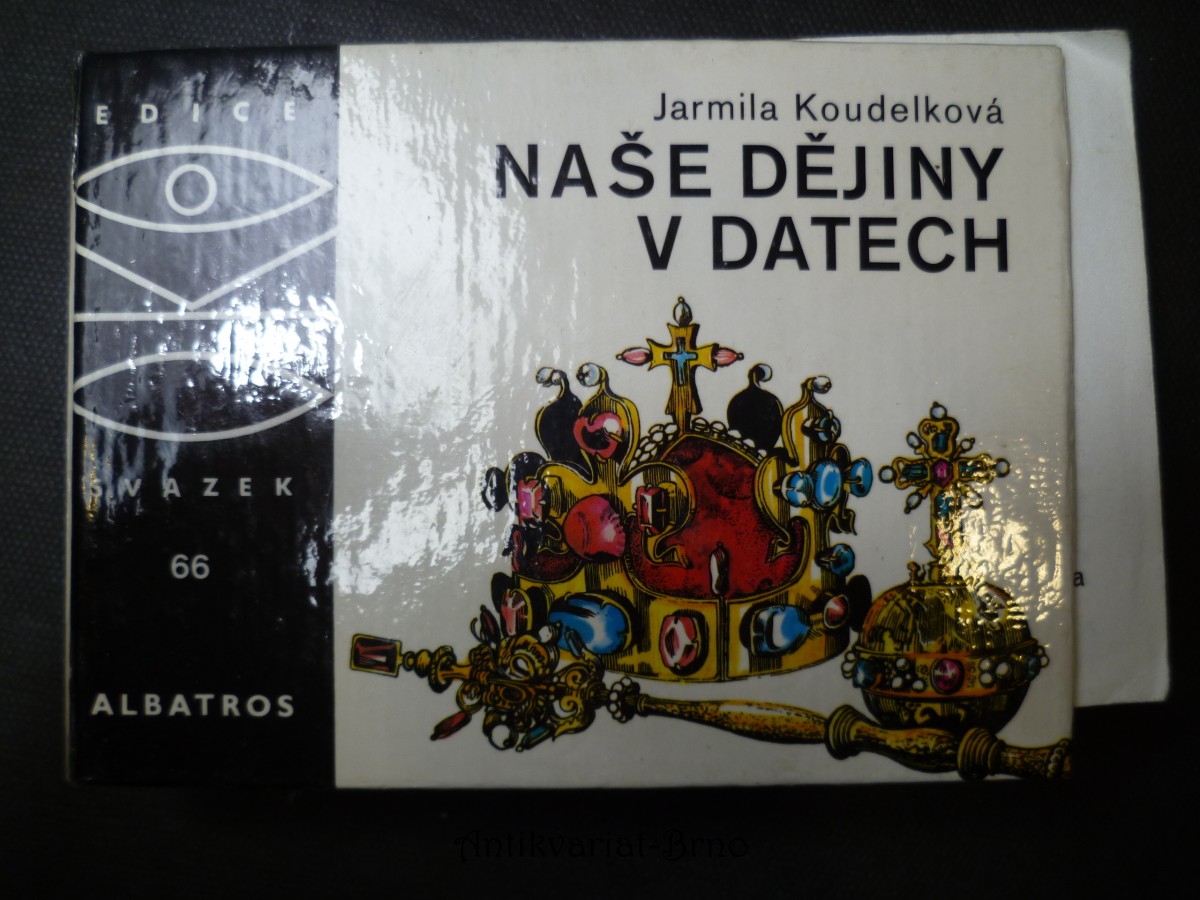 EDICE
SVAZEK
66
ALBATROS
Jarmila Koudelková
NAŠE DĚJINY
V DATECH
a
Antikvariat-Brno